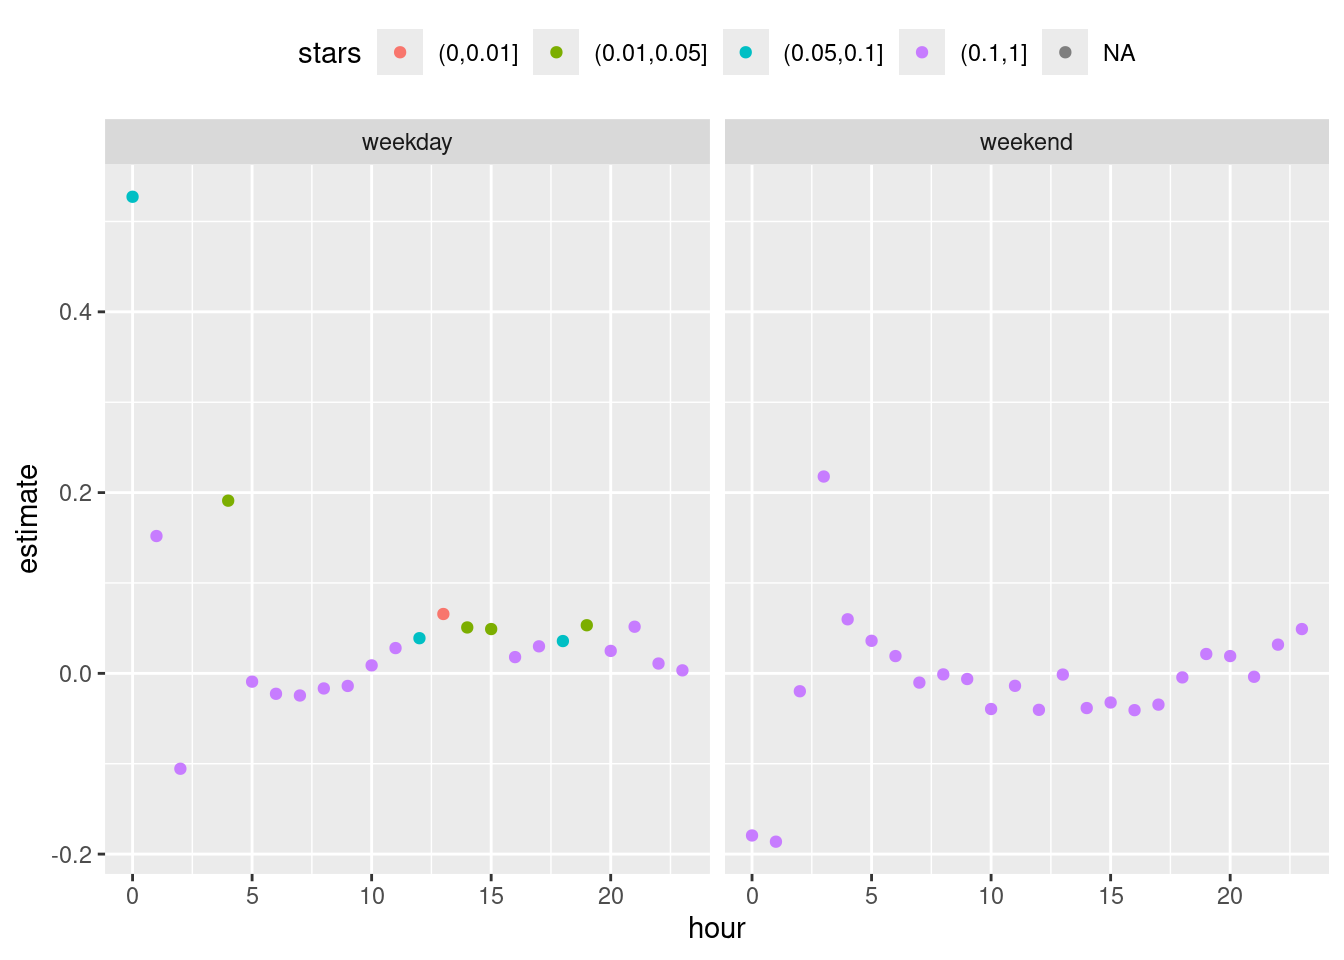 stars (0,0.01] (0.01,0.05] (0.05,0.1] (0.1,1] NA
weekday weekend
0.4
0.2
0.0
-0.2
estimate
0 5 10 15 20 0 5 10 15 20
hour